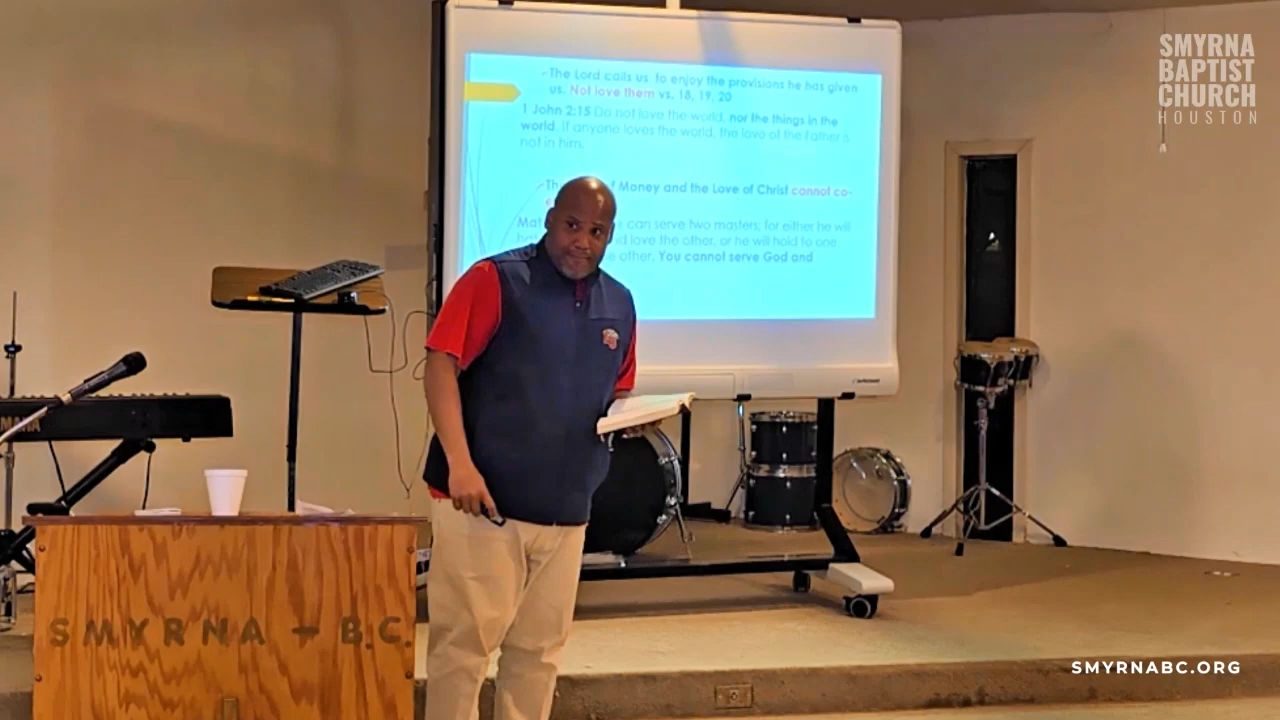 The Lord calls us to enjoy the provisions he has given
us. Not love them vs. 18, 19, 20
1 John 2:15 Do not love the world, nor the things in the
world. If anyone loves the world, the love of the Father is
not in him.
Money and the Love of Christ cannot co-
can serve two masters; for either he will
love the other, or he will hold to one
other. You cannot serve God and
SMYRNA
BAPTIST
CHURCH
HOUSTON
SMYRNA - B.C.
SMYRNABC.ORG